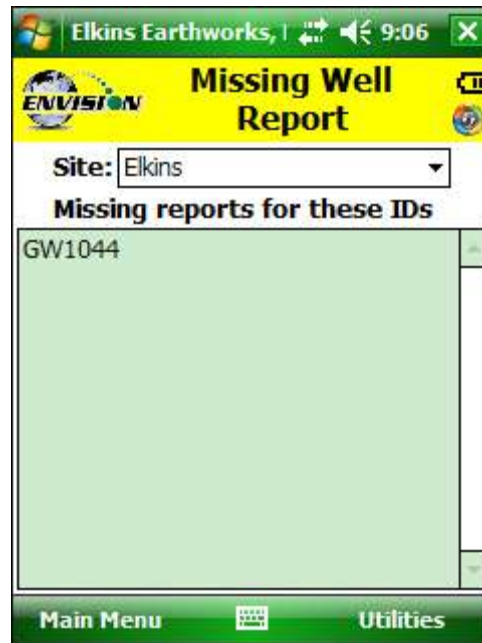 Elkins Earthworks, 9:06
ENVISION
Missing Well
Report
Site: Elkins
Missing reports for these IDs
GW1044
Main Menu Utilities